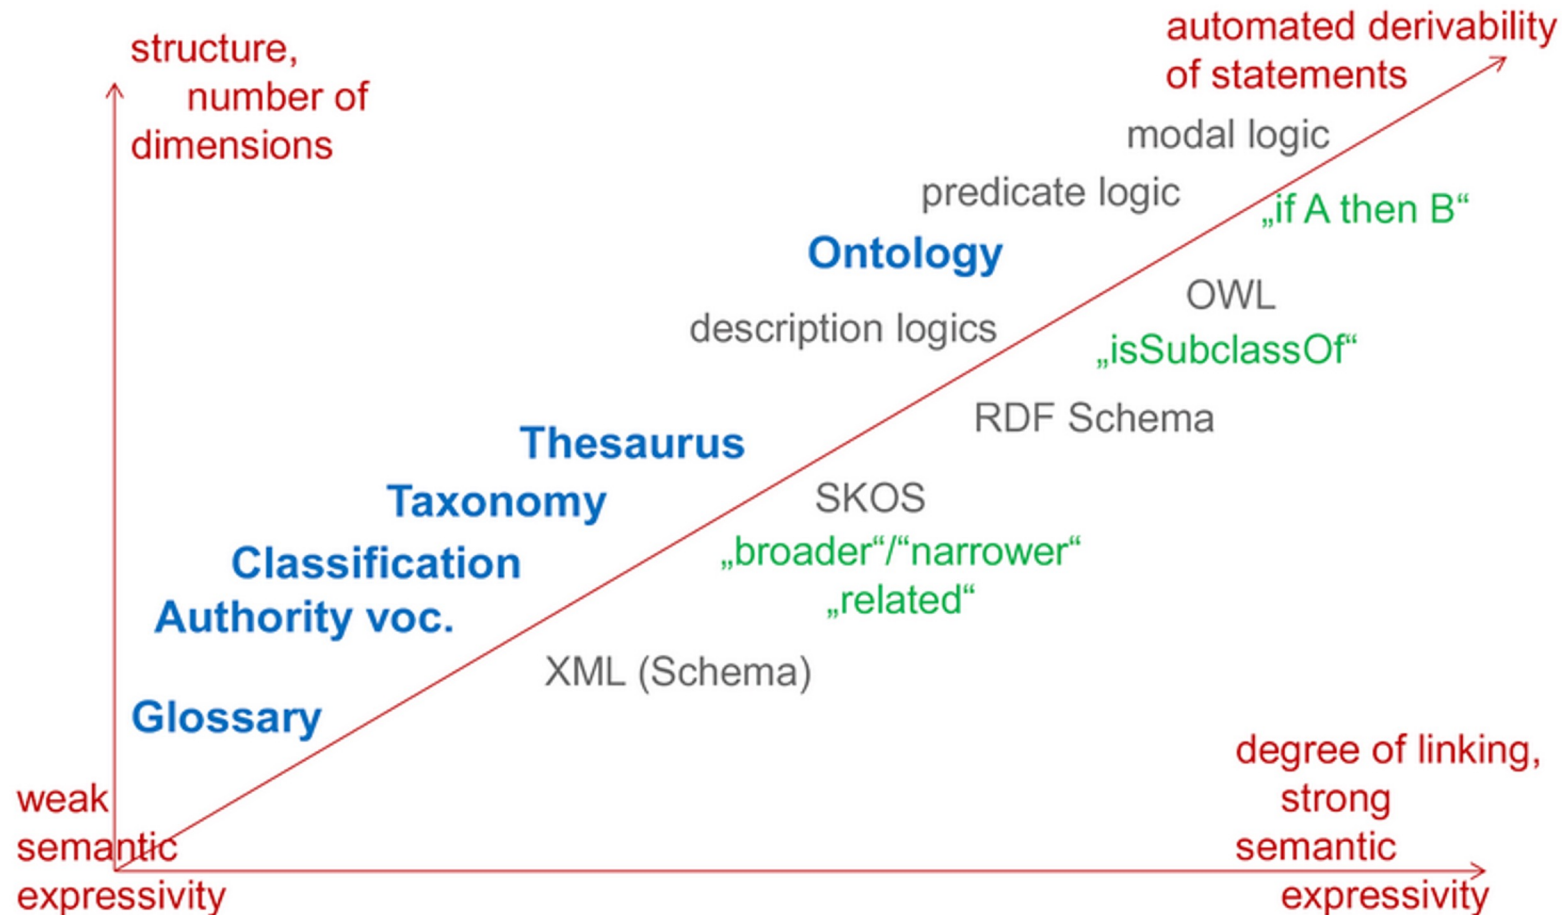 structure,
number of
dimensions
automated derivability
of statements
modal logic
predicate logic
„if A then B“
Ontology
OWL
description logics
„isSubclassOf“
RDF Schema
Thesaurus
Taxonomy
SKOS
„broader“/“narrower“
„related“
Classification
Authority voc.
XML (Schema)
Glossary
weak
semantic
expressivity
degree of linking,
strong
semantic
expressivity